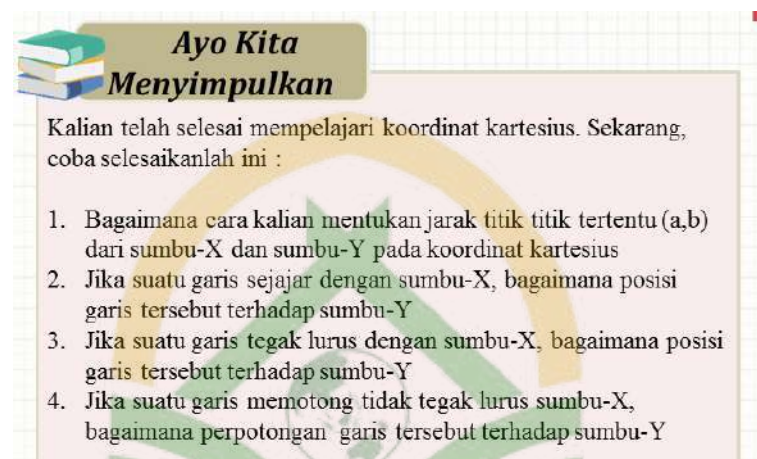 Ayo Kita
Menyimpulkan
Kalian telah selesai mempelajari koordinat kartesius. Sekarang,
coba selesaikanlah ini :
1. Bagaimana cara kalian mentukan jarak titik titik tertentu (a,b)
dari sumbu-X dan sumbu-Y pada koordinat kartesius
2. Jika suatu garis sejajar dengan sumbu-X, bagaimana posisi
garis tersebut terhadap sumbu-Y
3. Jika suatu garis tegak lurus dengan sumbu-X, bagaimana posisi
garis tersebut terhadap sumbu-Y
4. Jika suatu garis memotong tidak tegak lurus sumbu-X,
bagaimana perpotongan garis tersebut terhadap sumbu-Y